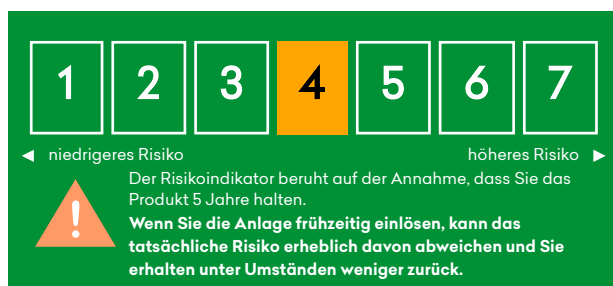 1 2 3 4 5 6 7
◄ niedrigeres Risiko höheres Risiko ►
Der Risikoindikator beruht auf der Annahme, dass Sie das
Produkt 5 Jahre halten.
!
Wenn Sie die Anlage frühzeitig einlösen, kann das
tatsächliche Risiko erheblich davon abweichen und Sie
erhalten unter Umständen weniger zurück.